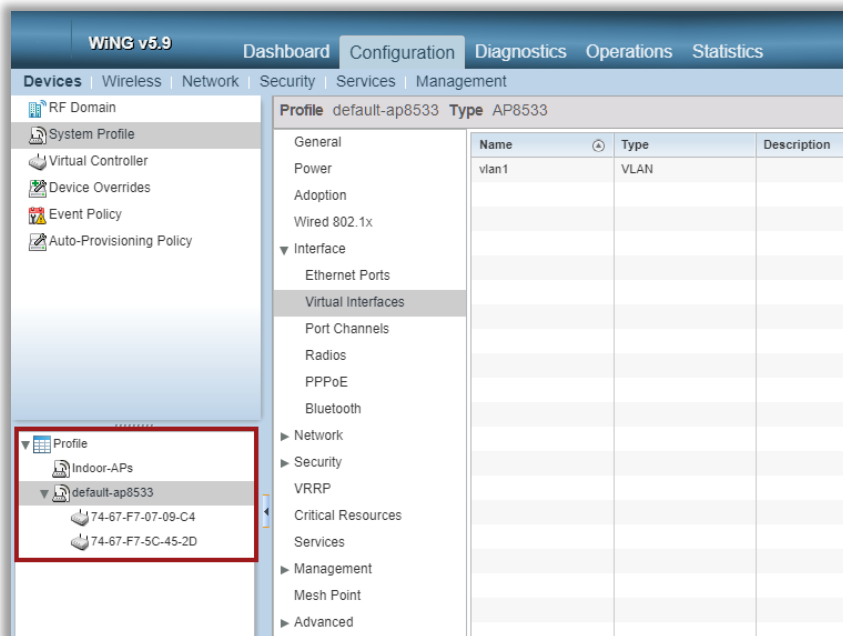 WiNG v5.9
Dashboard Configuration Diagnostics Operations Statistics
Devices | Wireless | Network | Security | Services | Management
RF Domain
System Profile
Virtual Controller
Device Overrides
Event Policy
Auto-Provisioning Policy
Profile
Indoor-APs
default-ap8533
74-67-F7-07-09-C4
74-67-F7-5C-45-2D
Profile default-ap8533 Type AP8533
General
Power
Adoption
Wired 802.1x
Interface
Ethernet Ports
Virtual Interfaces
Port Channels
Radios
PPPoE
Bluetooth
Network
Security
VRRP
Critical Resources
Services
Management
Mesh Point
Advanced
Name Type Description
vlan1 VLAN